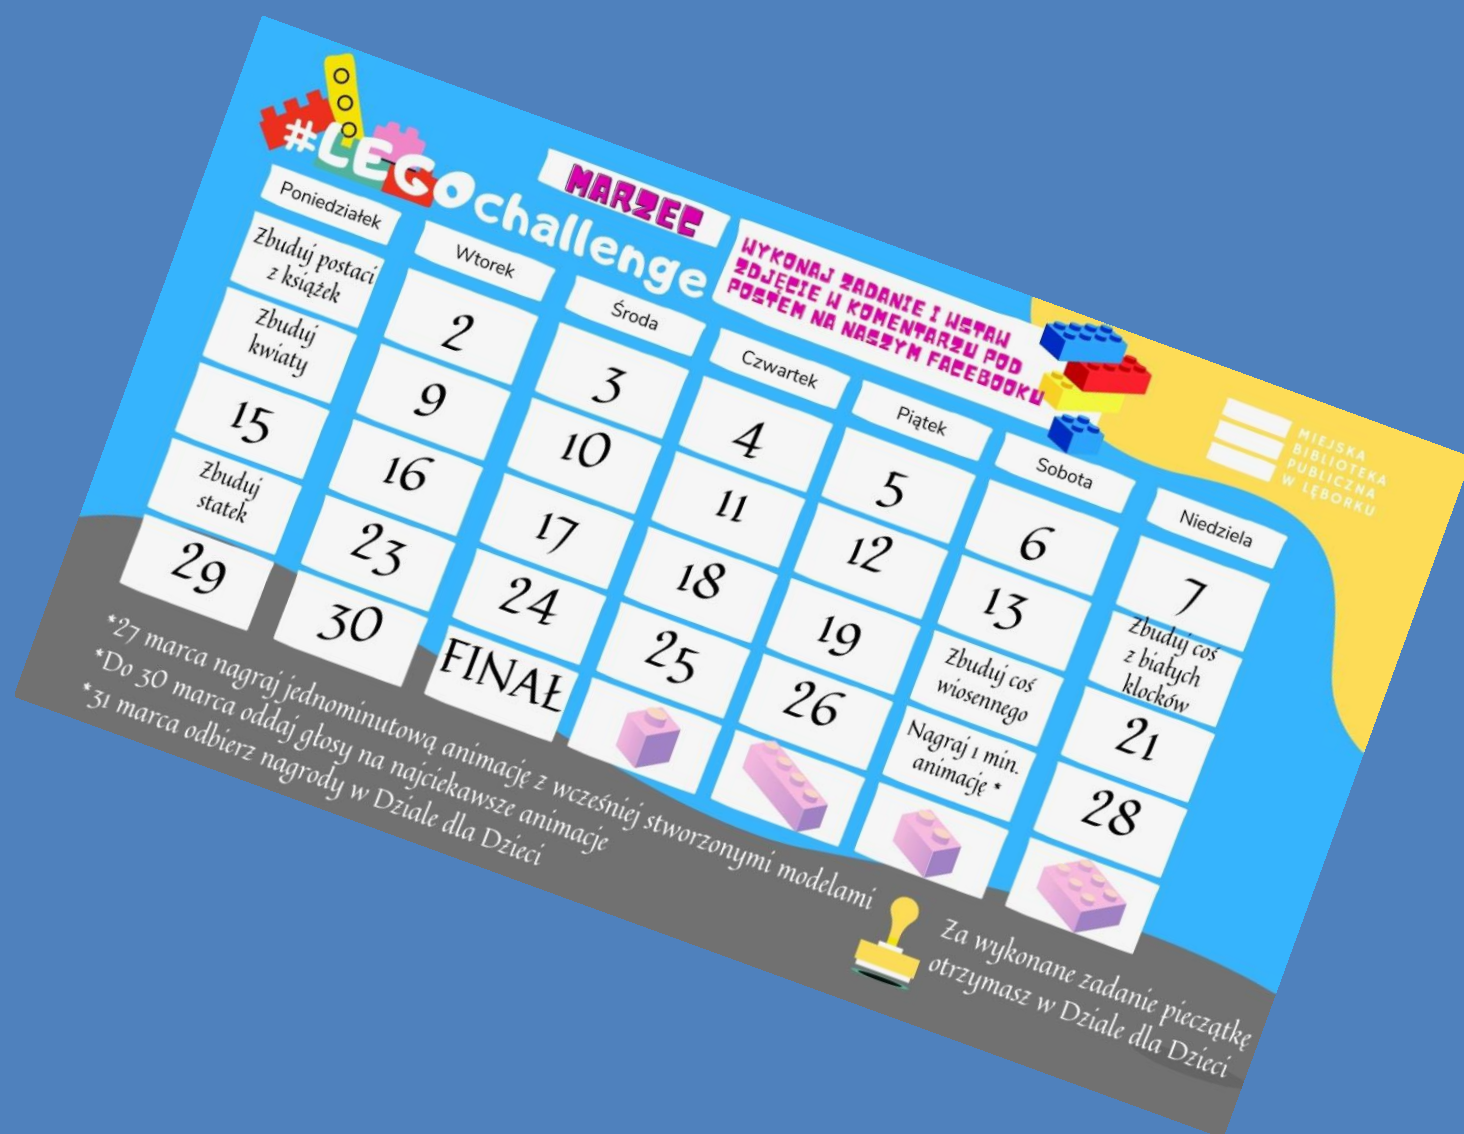 #LEGOchallenge
MARZEC
WYKONAJ ZADANIE I WSTAW
ZDJĘCIE W KOMENTARZU POD
POSTEM NA NASZYM FACEBOOKU
MIEJSKA
BIBLIOTEKA
PUBLICZNA
W LĘBORKU
Poniedziałek Wtorek Środa Czwartek Piątek Sobota Niedziela
Zbuduj postaci
z książek
2 3 4 5 6 7
Zbuduj
kwiaty
9 10 11 12 13
Zbuduj coś
z białych
klocków
15 16 17 18 19
Zbuduj coś
wiosennego
21
Zbuduj
statek
23 24 25 26
Nagraj 1 min.
animację *
28
29 30 FINAŁ
*27 marca nagraj jednominutową animację z wcześniej stworzonymi modelami
*Do 30 marca oddaj głosy na najciekawsze animacje
*31 marca odbierz nagrody w Dziale dla Dzieci
Za wykonane zadanie pieczątkę
otrzymasz w Dziale dla Dzieci